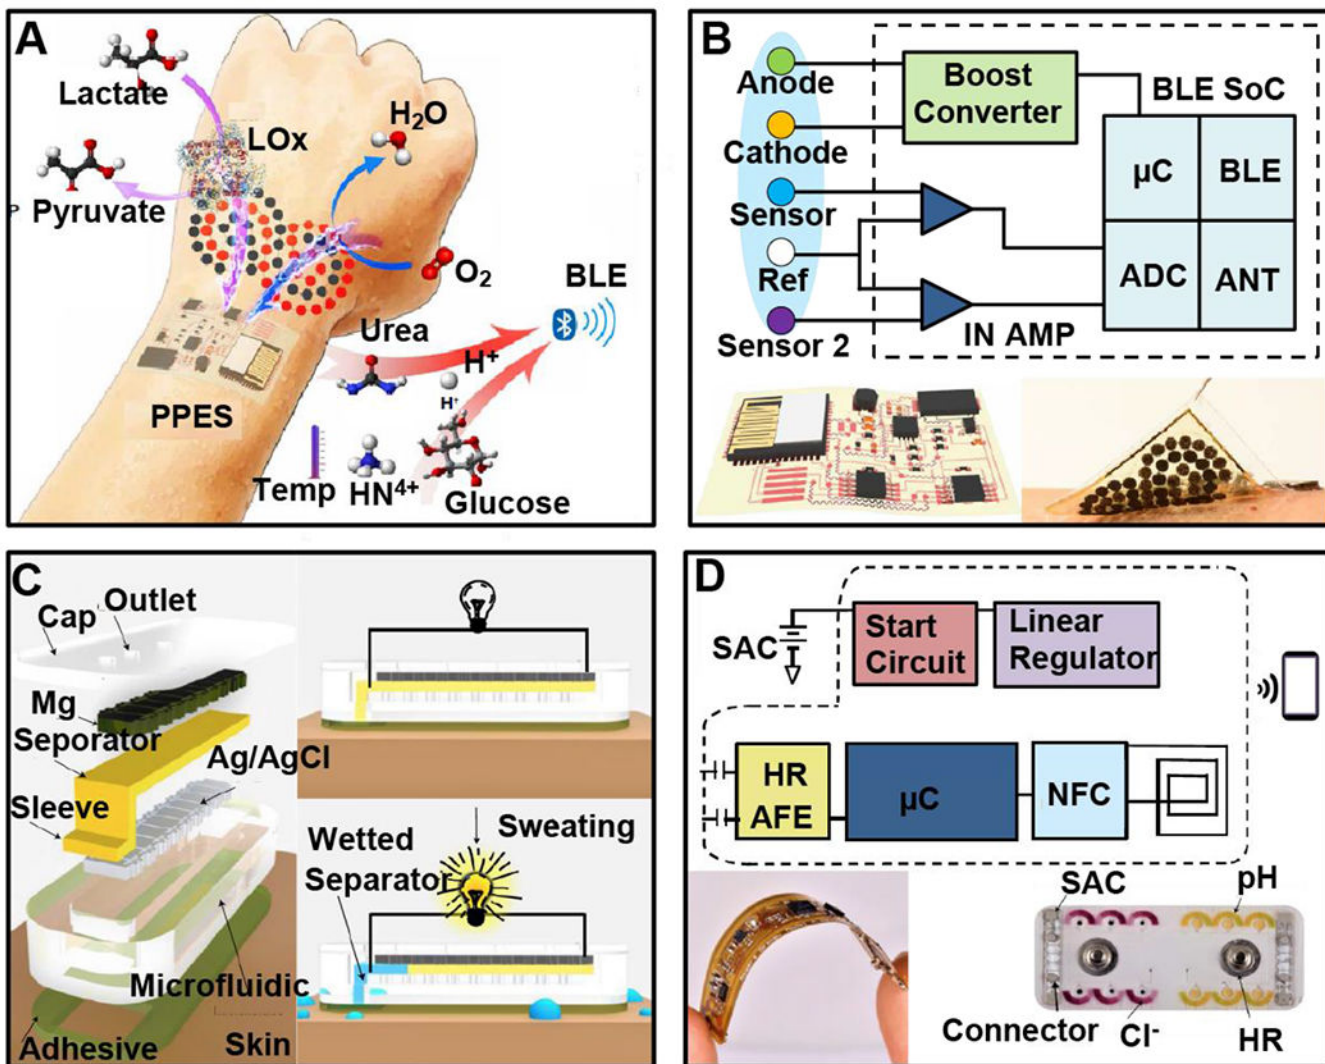 A
Lactate
LOx
H2O
Pyruvate
P
O2
BLE
Urea
H+
H+
PPES
Temp
HN4+
Glucose
B
Anode
Boost
Converter
BLE SoC
Cathode
µC
BLE
Sensor
Ref
ADC
ANT
IN AMP
Sensor 2
C
Cap
Outlet
Mg
Seporator
Ag/AgCl
Sleeve
Microfluidic
Adhesive
Skin
Sweating
Wetted
Separator
D
SAC
Start
Circuit
Linear
Regulator
HR
AFE
µC
NFC
SAC
pH
Connector
Cl-
HR